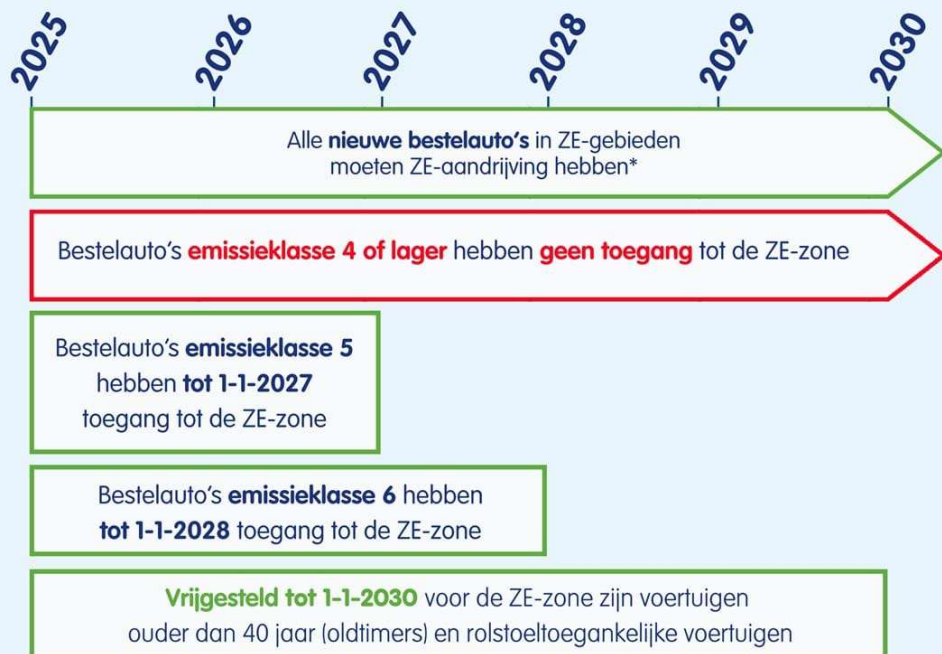 2025
2026
2027
2028
2029
2030
Alle nieuwe bestelauto's in ZE-gebieden
moeten ZE-aandrijving hebben*
Bestelauto's emissieklasse 4 of lager hebben geen toegang tot de ZE-zone
Bestelauto's emissieklasse 5
hebben tot 1-1-2027
toegang tot de ZE-zone
Bestelauto's emissieklasse 6 hebben
tot 1-1-2028 toegang tot de ZE-zone
Vrijgesteld tot 1-1-2030 voor de ZE-zone zijn voertuigen
ouder dan 40 jaar (oldtimers) en rolstoeltoegankelijke voertuigen